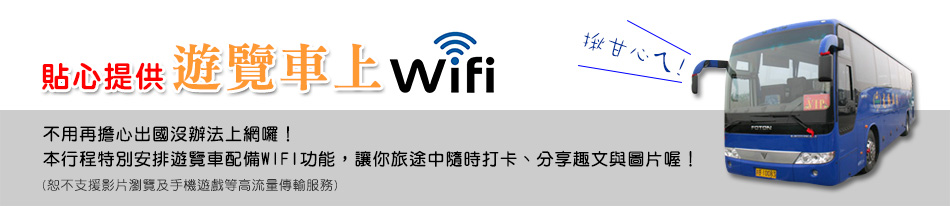 貼心提供 遊覽車上 Wifi
揪甘心ㄟ!
VIP
FOTON
不用再擔心出國沒辦法上網囉！
本行程特別安排遊覽車配備WIFI功能，讓你旅途中隨時打卡、分享趣文與圖片喔！
(恕不支援影片瀏覽及手機遊戲等高流量傳輸服務)